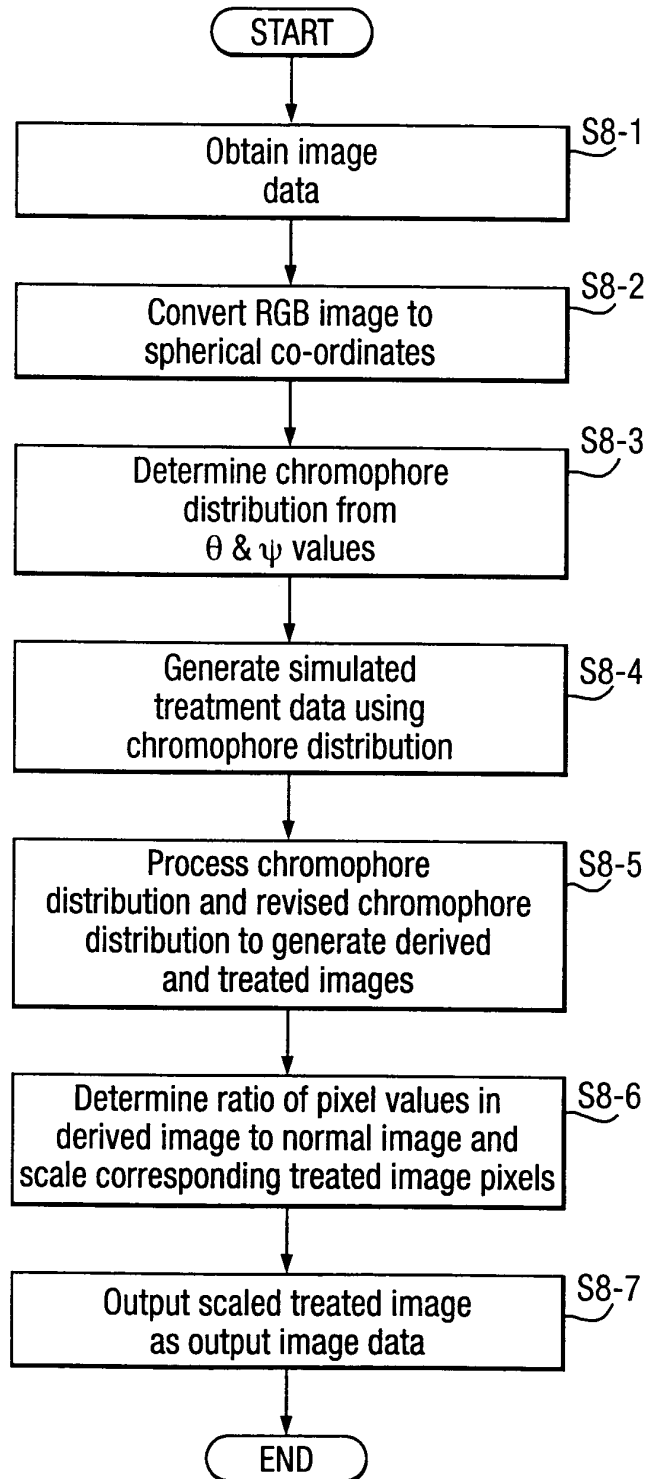 START
S8-1
Obtain image
data
S8-2
Convert RGB image to
spherical co-ordinates
S8-3
Determine chromophore
distribution from
θ & ψ values
S8-4
Generate simulated
treatment data using
chromophore distribution
S8-5
Process chromophore
distribution and revised chromophore
distribution to generate derived
and treated images
S8-6
Determine ratio of pixel values in
derived image to normal image and
scale corresponding treated image pixels
S8-7
Output scaled treated image
as output image data
END